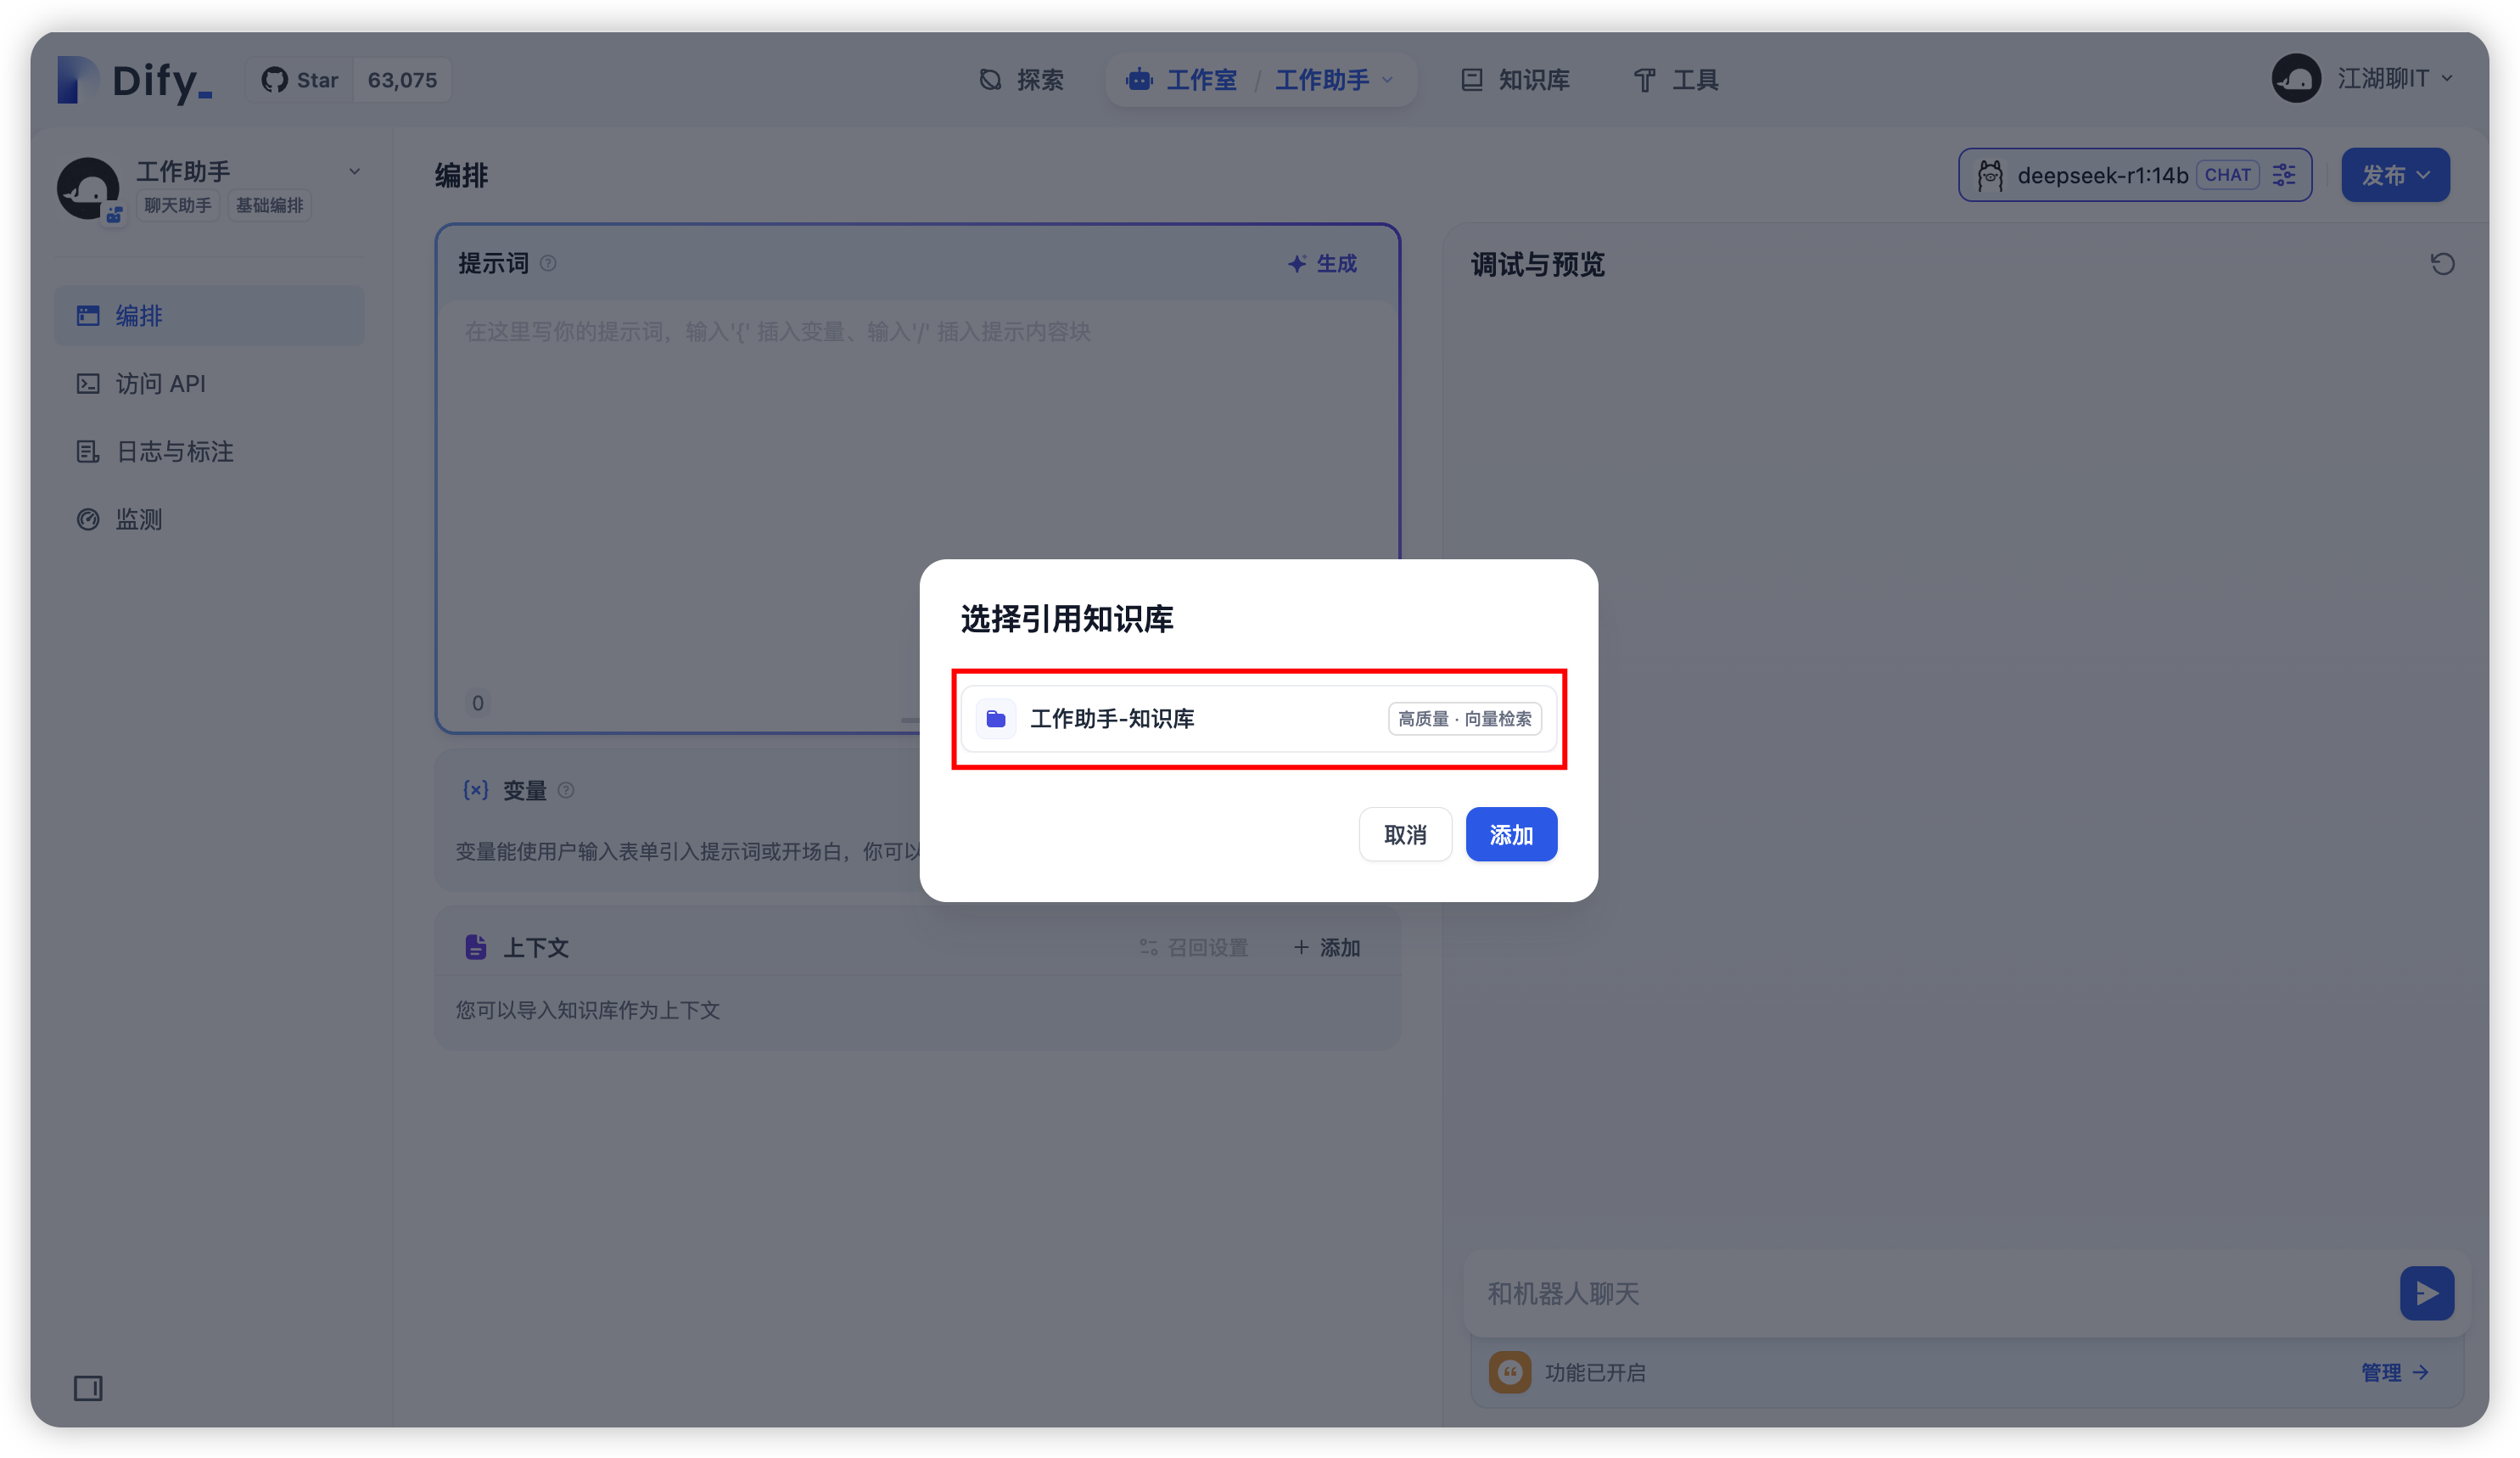 Dify_
Star 63,075
探索
工作室 / 工作助手
知识库
工具
江湖聊IT
工作助手
聊天助手 基础编排
编排
访问 API
日志与标注
监测
编排
deepseek-r1:14b CHAT
发布
提示词
生成
在这里写你的提示词，输入'{' 插入变量、输入'/' 插入提示内容块
0
变量
变量能使用户输入表单引入提示词或开场白，你可以
上下文
召回设置
+ 添加
您可以导入知识库作为上下文
调试与预览
选择引用知识库
工作助手-知识库
高质量 · 向量检索
取消
添加
和机器人聊天
功能已开启
管理 →